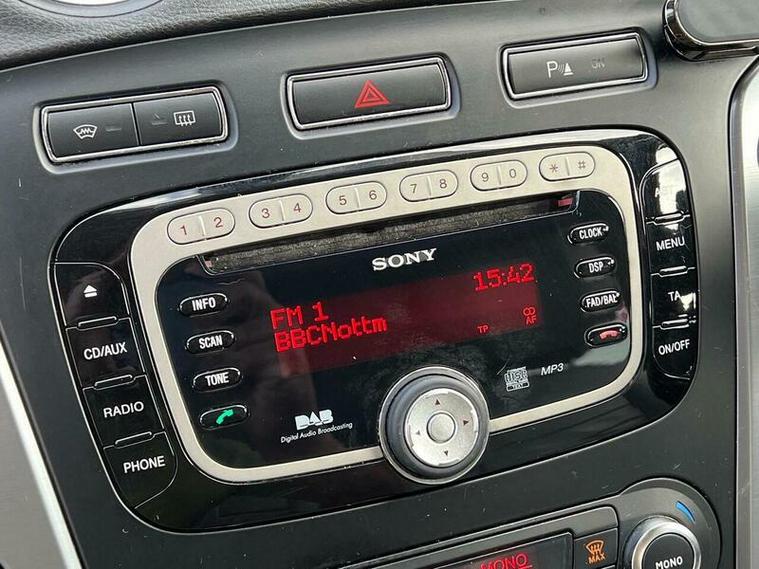 P ON
1 2 3 4 5 6 7 8 9 0 * #
SONY
CLOCK
MENU
INFO
15:42
DSP
FM 1
CD/AUX
SCAN
BBCNottm
TP
CD
AF
FAD/BAL
TA
TONE
MP3
ON/OFF
RADIO
DAB
Digital Audio Broadcasting
TEXT
PHONE
MONO
MAX
MONO